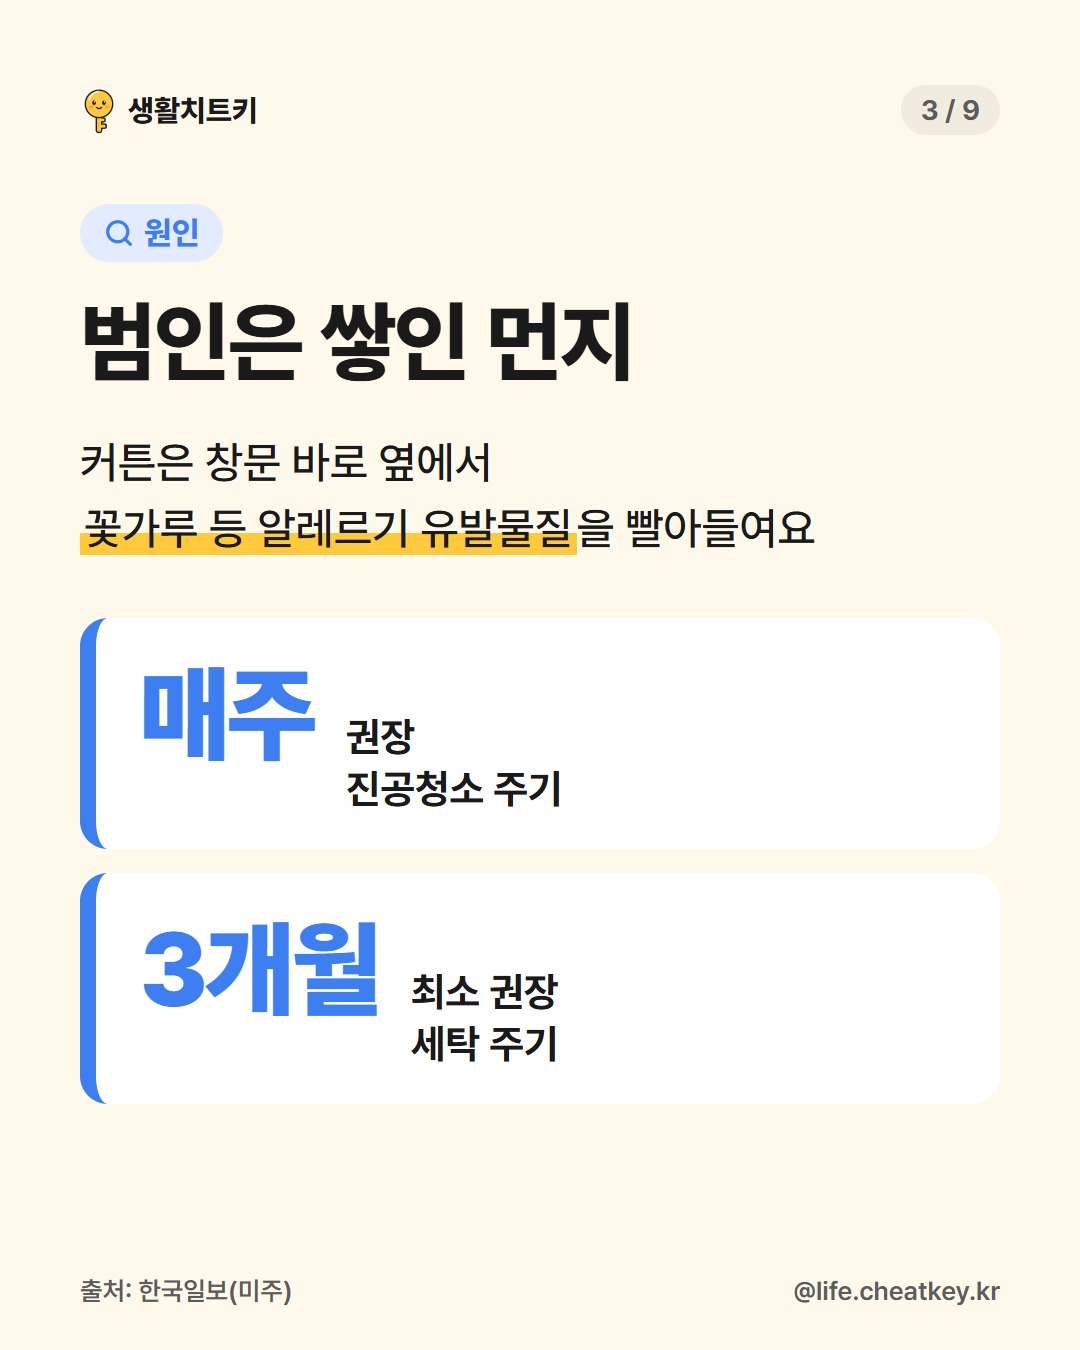 생활치트키
3 / 9
원인
범인은 쌓인 먼지
커튼은 창문 바로 옆에서
꽃가루 등 알레르기 유발물질을 빨아들여요
매주 권장
진공청소 주기
3개월 최소 권장
세탁 주기
출처: 한국일보(미주)
@life.cheatkey.kr